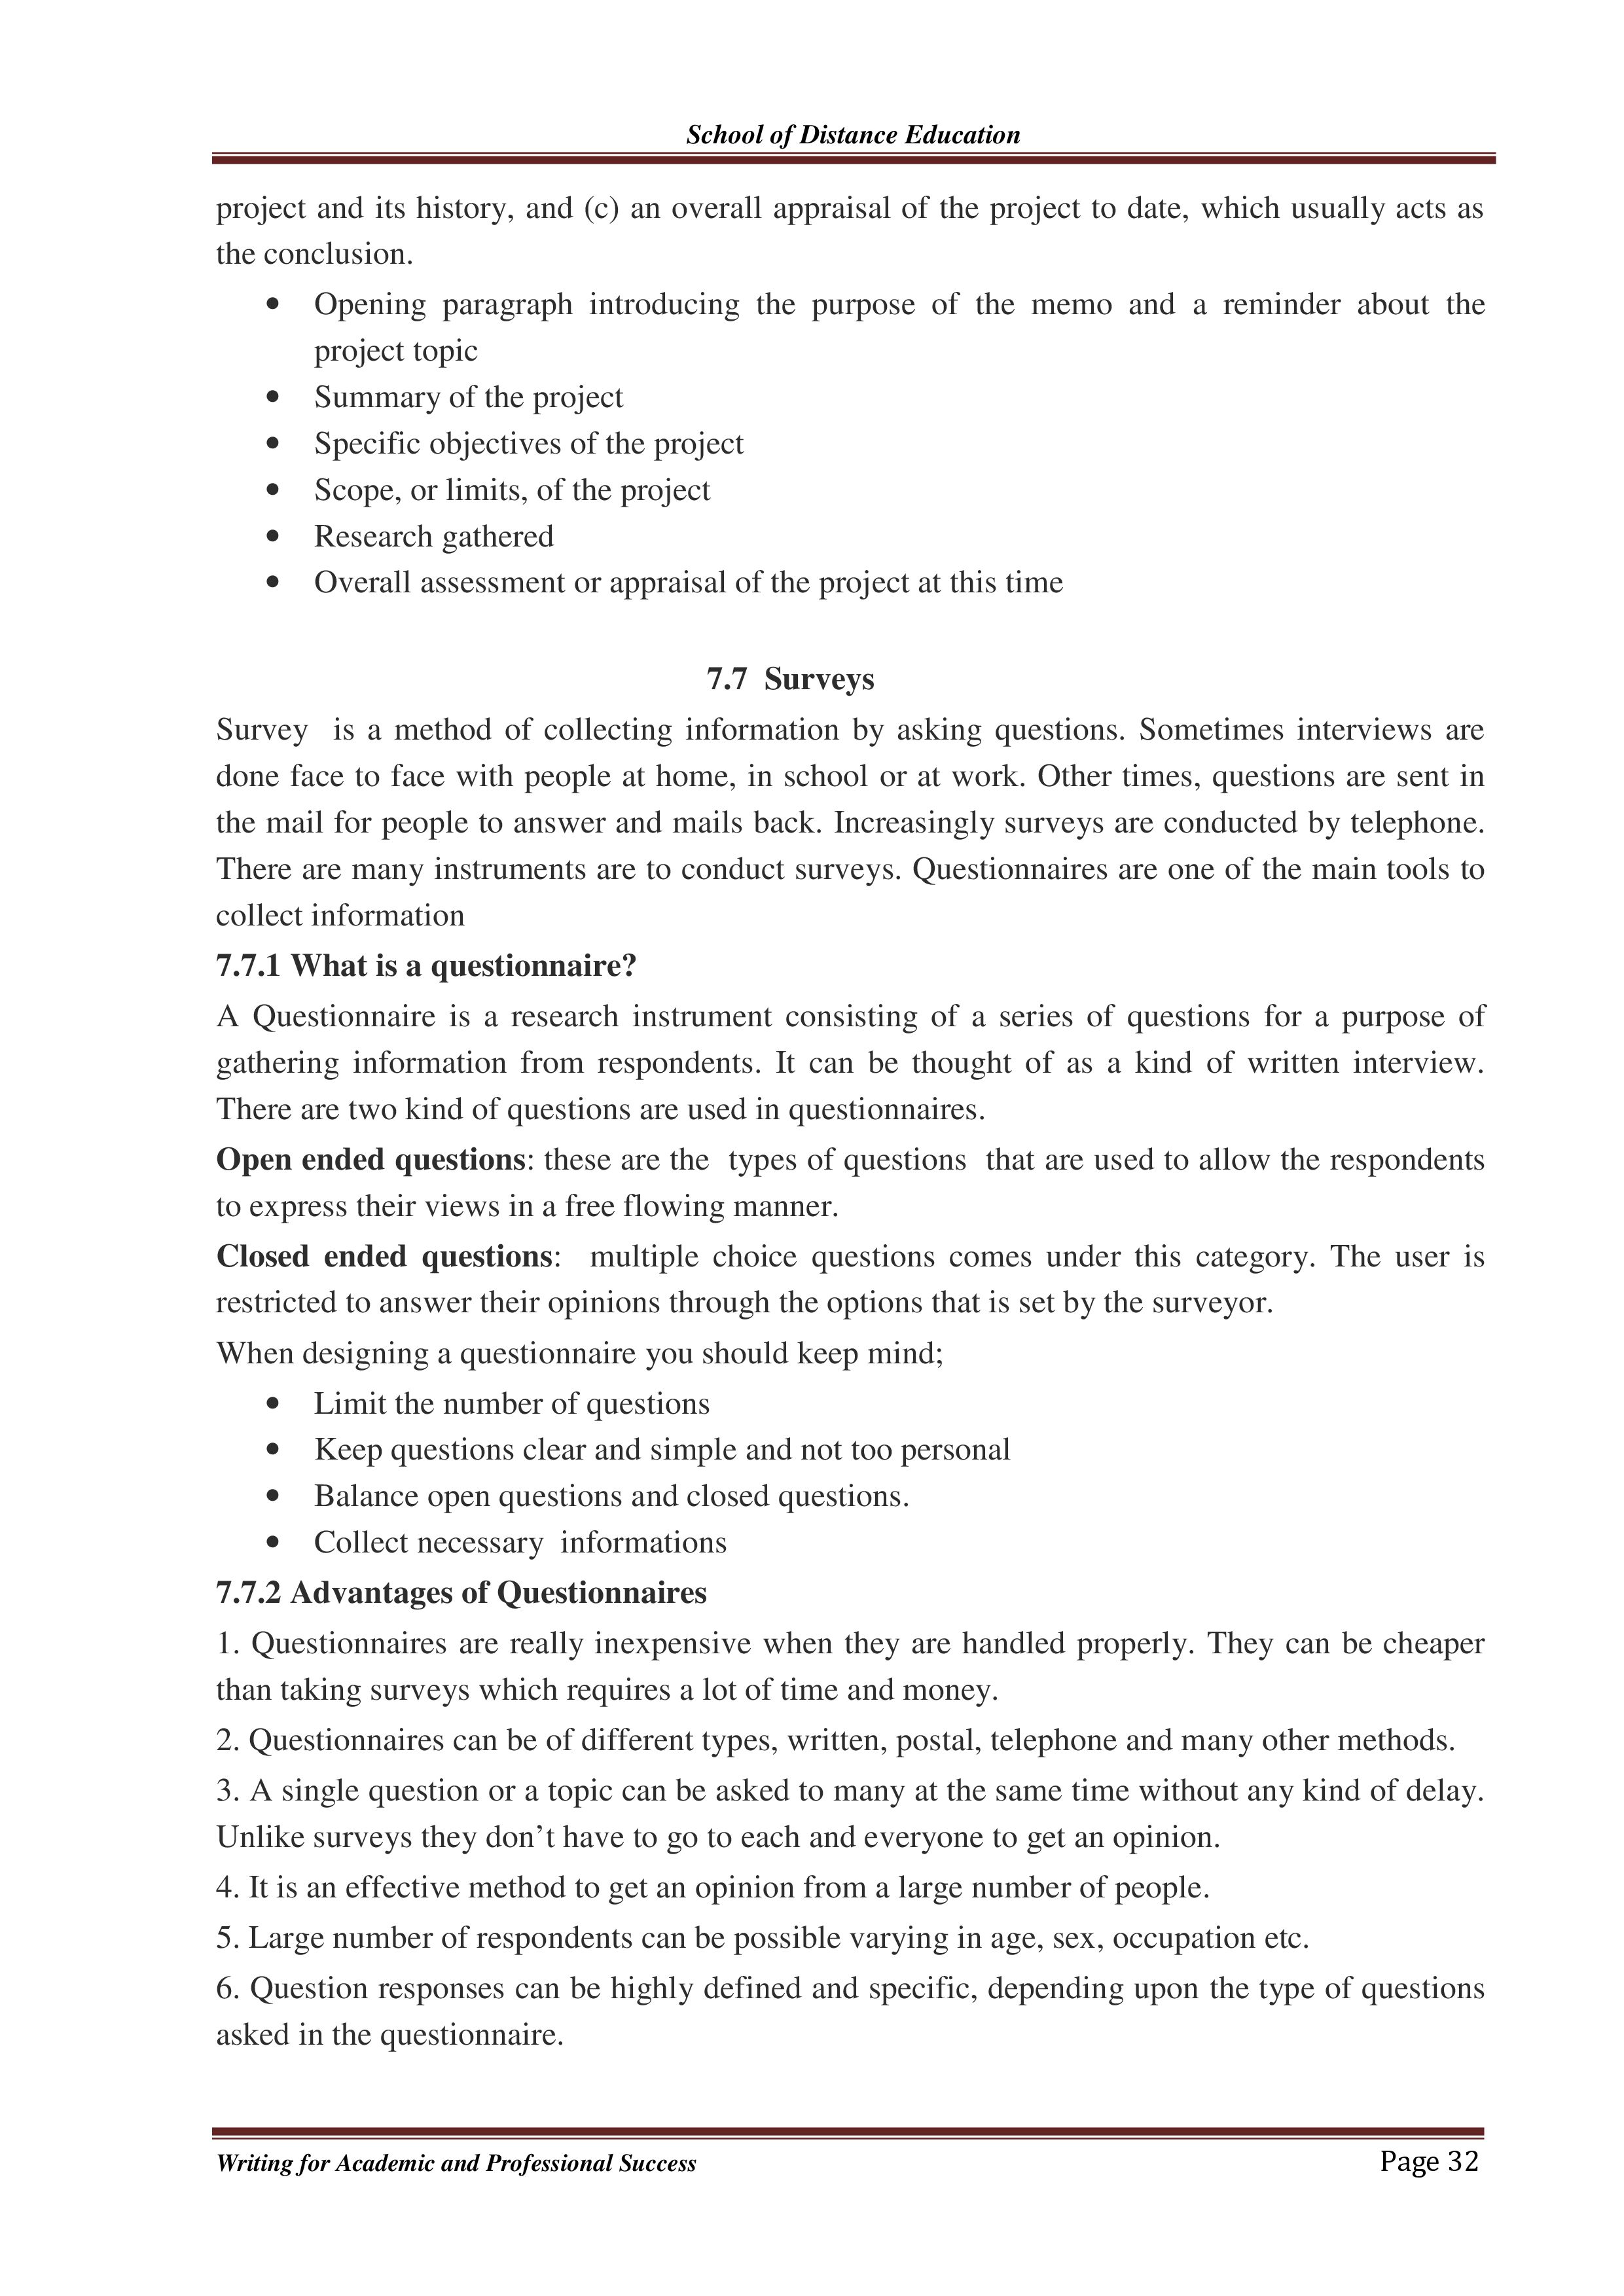 School of Distance Education
project and its history, and (c) an overall appraisal of the project to date, which usually acts as
the conclusion.
• Opening paragraph introducing the purpose of the memo and a reminder about the
project topic
• Summary of the project
• Specific objectives of the project
• Scope, or limits, of the project
• Research gathered
• Overall assessment or appraisal of the project at this time
7.7 Surveys
Survey is a method of collecting information by asking questions. Sometimes interviews are
done face to face with people at home, in school or at work. Other times, questions are sent in
the mail for people to answer and mails back. Increasingly surveys are conducted by telephone.
There are many instruments are to conduct surveys. Questionnaires are one of the main tools to
collect information
7.7.1 What is a questionnaire?
A Questionnaire is a research instrument consisting of a series of questions for a purpose of
gathering information from respondents. It can be thought of as a kind of written interview.
There are two kind of questions are used in questionnaires.
Open ended questions: these are the types of questions that are used to allow the respondents
to express their views in a free flowing manner.
Closed ended questions: multiple choice questions comes under this category. The user is
restricted to answer their opinions through the options that is set by the surveyor.
When designing a questionnaire you should keep mind;
• Limit the number of questions
• Keep questions clear and simple and not too personal
• Balance open questions and closed questions.
• Collect necessary informations
7.7.2 Advantages of Questionnaires
1. Questionnaires are really inexpensive when they are handled properly. They can be cheaper
than taking surveys which requires a lot of time and money.
2. Questionnaires can be of different types, written, postal, telephone and many other methods.
3. A single question or a topic can be asked to many at the same time without any kind of delay.
Unlike surveys they don’t have to go to each and everyone to get an opinion.
4. It is an effective method to get an opinion from a large number of people.
5. Large number of respondents can be possible varying in age, sex, occupation etc.
6. Question responses can be highly defined and specific, depending upon the type of questions
asked in the questionnaire.
Writing for Academic and Professional Success Page 32